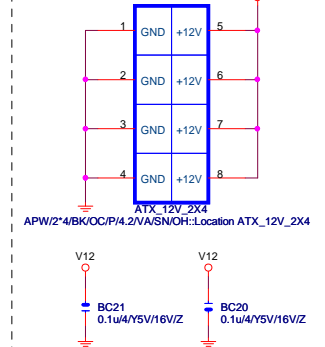 1 GND +12V 5
2 GND +12V 6
3 GND +12V 7
4 GND +12V 8
ATX_12V_2X4
APW/2*4/BK/OC/P/4.2/VA/SN/OH::Location ATX_12V_2X4
V12 V12
BC21 BC20
0.1u/4/Y5V/16V/Z 0.1u/4/Y5V/16V/Z